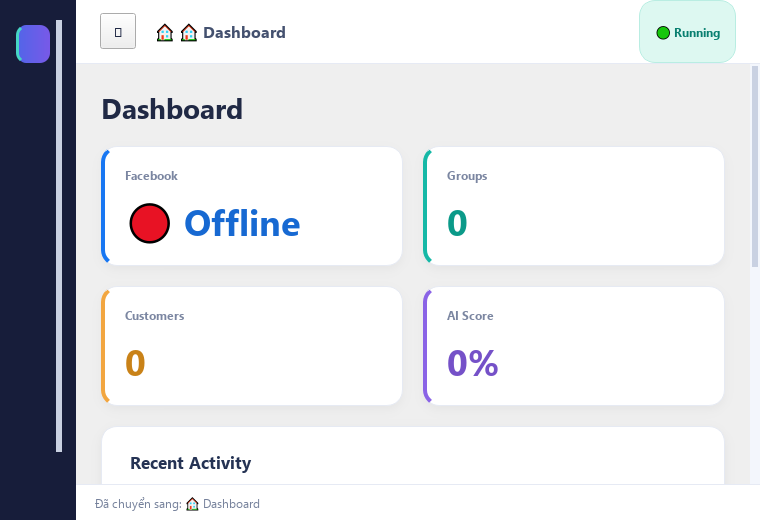 🏠 🏠 Dashboard
Running
Dashboard
Facebook
Offline
Groups
0
Customers
0
AI Score
0%
Recent Activity
Đã chuyển sang: 🏠 Dashboard